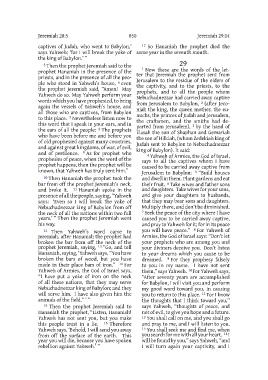 Jeremiah 28:5 850 Jeremiah 29:14
captives of Judah, who went to Babylon,’
says Yahweh; ‘for I will break the yoke of
the king of Babylon.’”
5 Then the prophet Jeremiah said to the
prophet Hananiah in the presence of the
priests, and in the presence of all the people
who stood in Yahweh’s house, 6 even
the prophet Jeremiah said, “Amen! May
Yahweh do so. May Yahweh perform your
words which you have prophesied, to bring
again the vessels of Yahweh’s house, and
all those who are captives, from Babylon
to this place. 7 Nevertheless listen now to
this word that I speak in your ears, and in
the ears of all the people: 8 The prophets
who have been before me and before you
of old prophesied against many countries,
and against great kingdoms, of war, of evil,
and of pestilence. 9 As for the prophet who
prophesies of peace, when the word of the
prophet happens, then the prophet will be
known, that Yahweh has truly sent him.”
10 Then Hananiah the prophet took the
bar from off the prophet Jeremiah’s neck,
and broke it. 11 Hananiah spoke in the
presence of all the people, saying, “Yahweh
says: ‘Even so I will break the yoke of
Nebuchadnezzar king of Babylon from off
the neck of all the nations within two full
years.’” Then the prophet Jeremiah went
his way.
12 Then Yahweh’s word came to
Jeremiah, after Hananiah the prophet had
broken the bar from off the neck of the
prophet Jeremiah, saying, 13 “Go, and tell
Hananiah, saying, ‘Yahweh says, “You have
broken the bars of wood, but you have
made in their place bars of iron.” 14 For
Yahweh of Armies, the God of Israel says,
“I have put a yoke of iron on the neck
of all these nations, that they may serve
Nebuchadnezzar king of Babylon; and they
will serve him. I have also given him the
animals of the field.”’”
15 Then the prophet Jeremiah said to
Hananiah the prophet, “Listen, Hananiah!
Yahweh has not sent you, but you make
this people trust in a lie. 16 Therefore
Yahweh says, ‘Behold, I will send you away
from off the surface of the earth. This
year you will die, because you have spoken
rebellion against Yahweh.’”
17 So Hananiah the prophet died the
same year in the seventh month.
29
1 Now these are the words of the letter
that Jeremiah the prophet sent from
Jerusalem to the residue of the elders of
the captivity, and to the priests, to the
prophets, and to all the people whom
Nebuchadnezzar had carried away captive
from Jerusalem to Babylon, 2 (after Jeconiah
the king, the queen mother, the eunuchs,
the princes of Judah and Jerusalem,
the craftsmen, and the smiths had departed
from Jerusalem), 3 by the hand of
Elasah the son of Shaphan and Gemariah
the son of Hilkiah, (whom Zedekiah king of
Judah sent to Babylon to Nebuchadnezzar
king of Babylon). It said:
4 Yahweh of Armies, the God of Israel,
says to all the captives whom I have
caused to be carried away captive from
Jerusalem to Babylon: 5 “Build houses
and dwell in them. Plant gardens and eat
their fruit. 6 Take wives and father sons
and daughters. Take wives for your sons,
and give your daughters to husbands,
that they may bear sons and daughters.
Multiply there, and don’t be diminished.
7 Seek the peace of the city where I have
caused you to be carried away captive,
and pray to Yahweh for it; for in its peace
you will have peace.” 8 For Yahweh of
Armies, the God of Israel says: “Don’t let
your prophets who are among you and
your diviners deceive you. Don’t listen
to your dreams which you cause to be
dreamed. 9 For they prophesy falsely
to you in my name. I have not sent
them,” says Yahweh. 10 For Yahweh says,
“After seventy years are accomplished
for Babylon, I will visit you and perform
my good word toward you, in causing
you to return to this place. 11 For I know
the thoughts that I think toward you,”
says Yahweh, “thoughts of peace, and
not of evil, to give you hope and a future.
12 You shall call on me, and you shall go
and pray to me, and I will listen to you.
13 You shall seek me and find me, when
you search for me with all your heart. 14 I
will be found by you,” says Yahweh, “and
I will turn again your captivity, and I